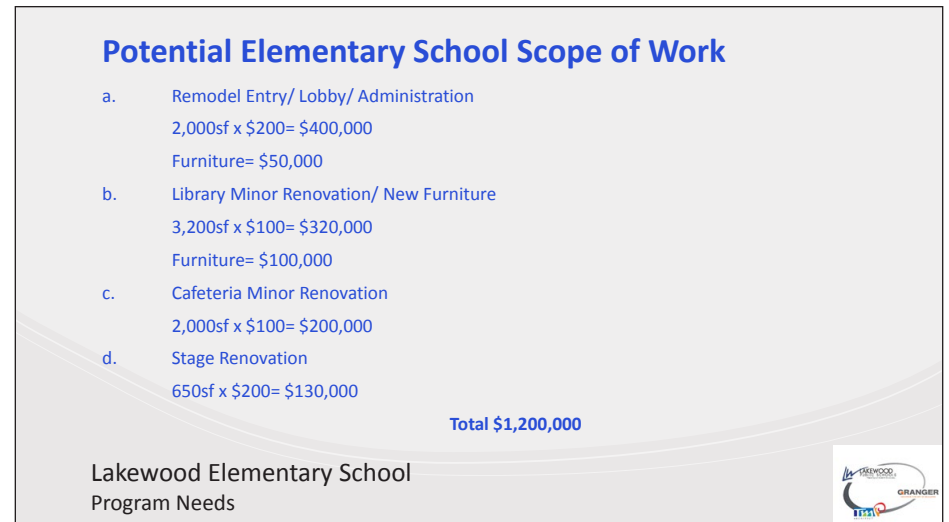 Potential Elementary School Scope of Work
a. Remodel Entry/ Lobby/ Administration
2,000sf x $200= $400,000
Furniture= $50,000
b. Library Minor Renovation/ New Furniture
3,200sf x $100= $320,000
Furniture= $100,000
c. Cafeteria Minor Renovation
2,000sf x $100= $200,000
d. Stage Renovation
650sf x $200= $130,000
Total $1,200,000
Lakewood Elementary School
Program Needs
LAKEWOOD
PUBLIC SCHOOLS
GRANGER